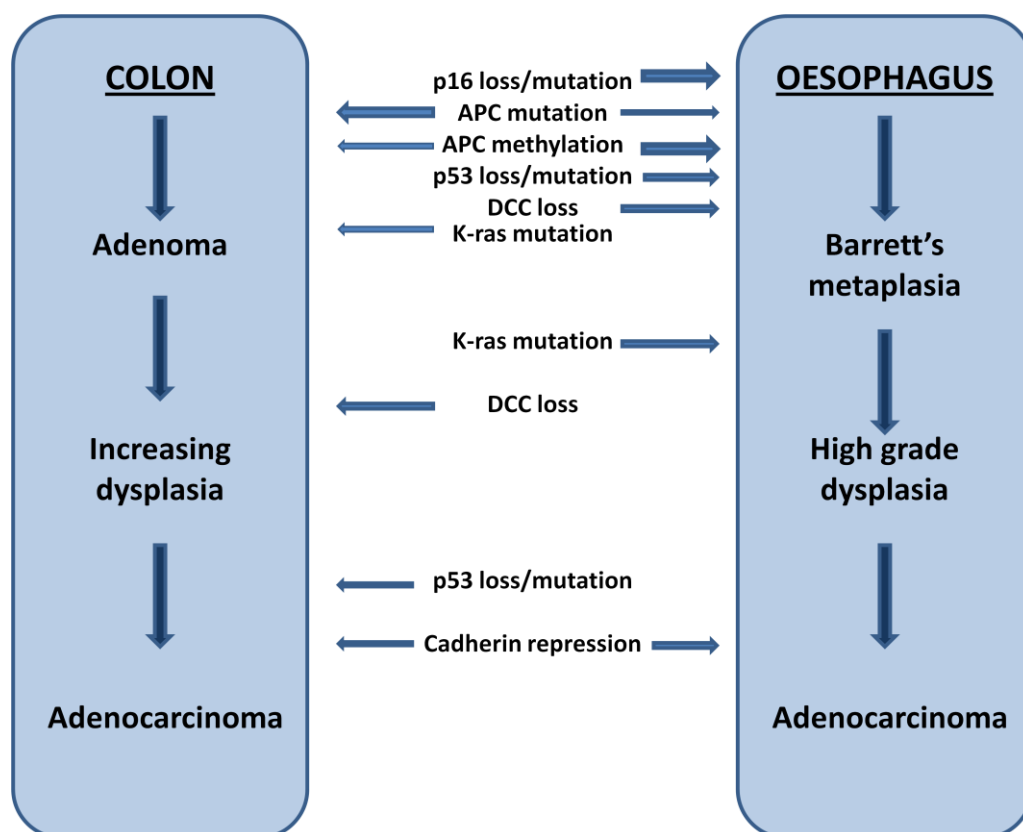 COLON
Adenoma
Increasing
dysplasia
Adenocarcinoma
p16 loss/mutation
APC mutation
APC methylation
p53 loss/mutation
DCC loss
K-ras mutation
K-ras mutation
DCC loss
p53 loss/mutation
Cadherin repression
OESOPHAGUS
Barrett’s
metaplasia
High grade
dysplasia
Adenocarcinoma